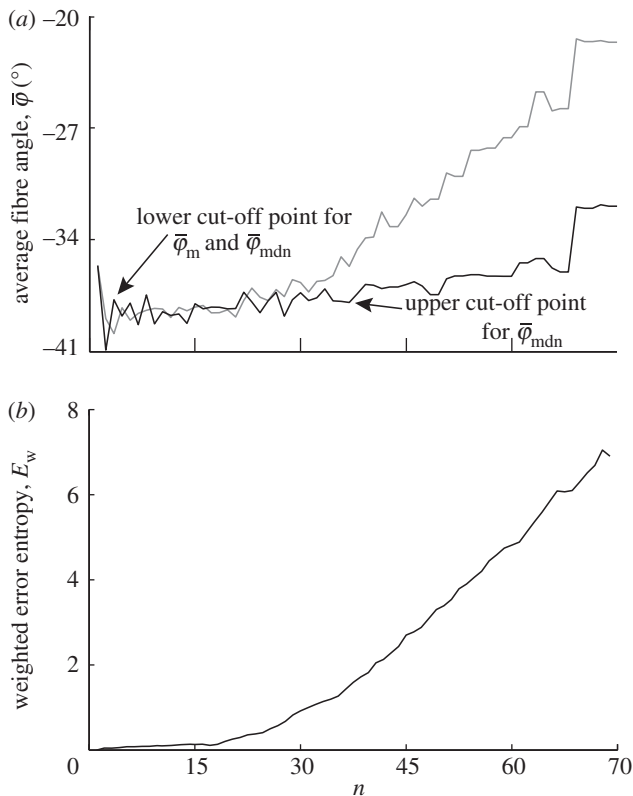 (a)
average fibre angle, φ̄ (°)
–20
–27
–34
–41
lower cut-off point for
φ̄m and φ̄mdn
upper cut-off point
for φ̄mdn
(b)
weighted error entropy, Ew
8
6
4
2
0 15 30 45 60 70
n